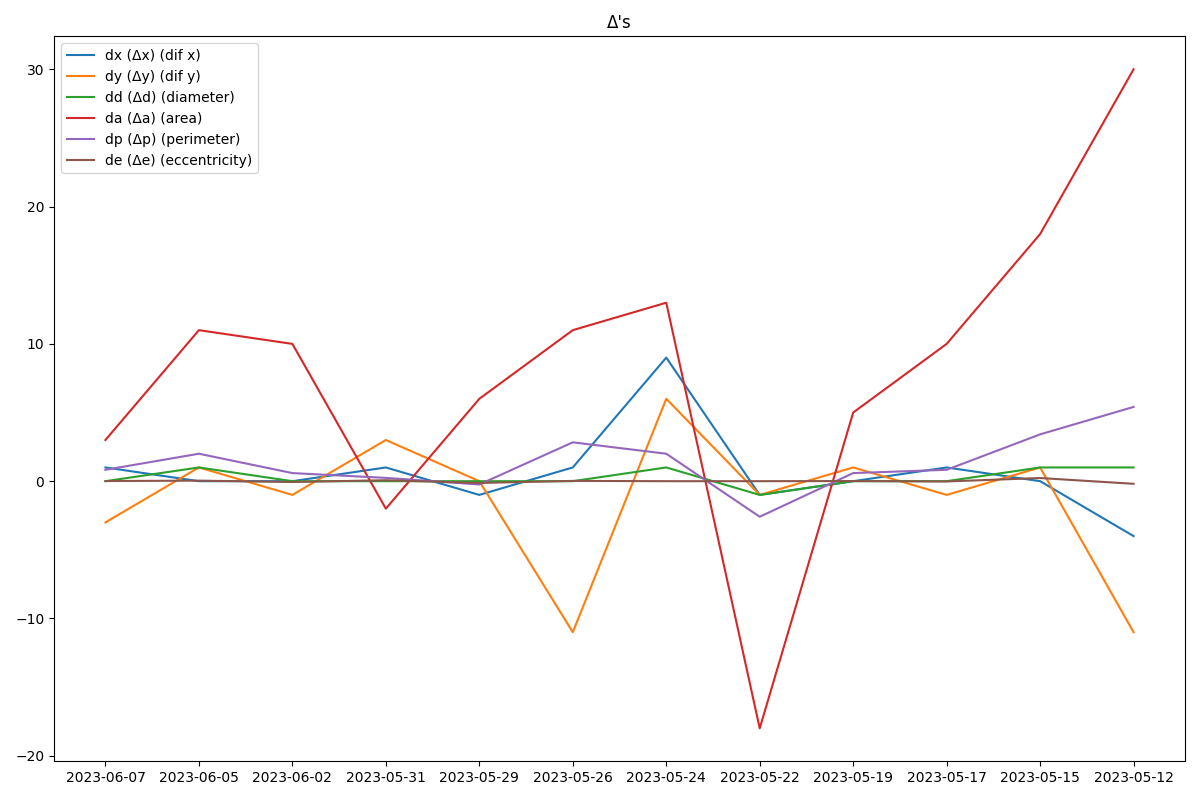 Δ's
dx (Δx) (dif x)
dy (Δy) (dif y)
dd (Δd) (diameter)
da (Δa) (area)
dp (Δp) (perimeter)
de (Δe) (eccentricity)
30
20
10
0
−10
−20
2023-06-07 2023-06-05 2023-06-02 2023-05-31 2023-05-29 2023-05-26 2023-05-24 2023-05-22 2023-05-19 2023-05-17 2023-05-15 2023-05-12